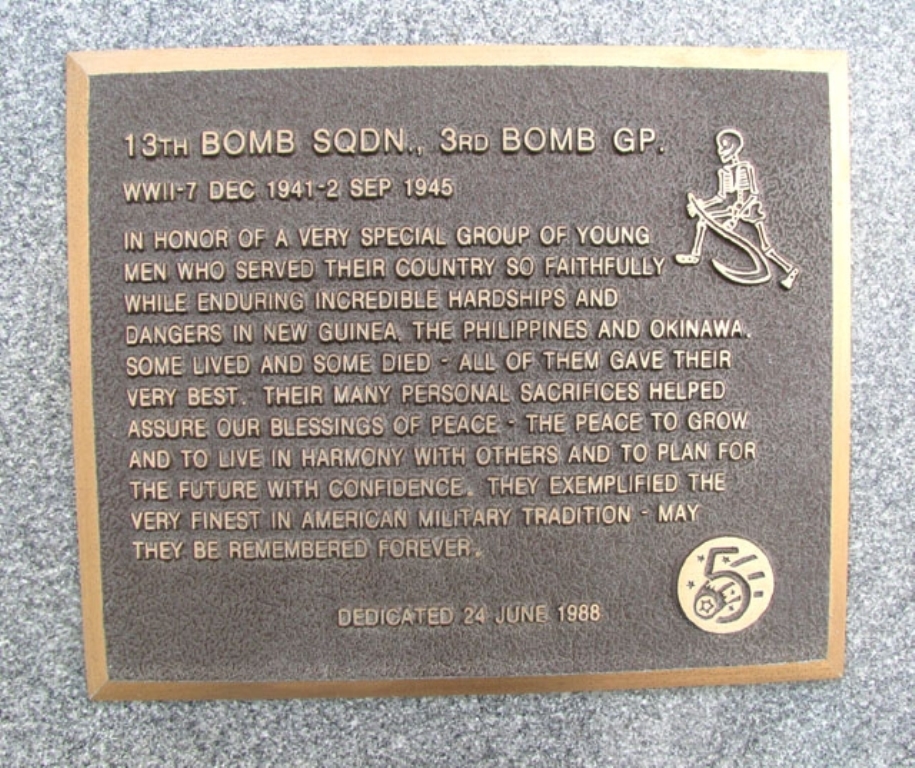 13TH BOMB SQDN., 3RD BOMB GP.
WWII-7 DEC 1941-2 SEP 1945
IN HONOR OF A VERY SPECIAL GROUP OF YOUNG
MEN WHO SERVED THEIR COUNTRY SO FAITHFULLY
WHILE ENDURING INCREDIBLE HARDSHIPS AND
DANGERS IN NEW GUINEA, THE PHILIPPINES AND OKINAWA.
SOME LIVED AND SOME DIED - ALL OF THEM GAVE THEIR
VERY BEST. THEIR MANY PERSONAL SACRIFICES HELPED
ASSURE OUR BLESSINGS OF PEACE - THE PEACE TO GROW
AND TO LIVE IN HARMONY WITH OTHERS AND TO PLAN FOR
THE FUTURE WITH CONFIDENCE. THEY EXEMPLIFIED THE
VERY FINEST IN AMERICAN MILITARY TRADITION - MAY
THEY BE REMEMBERED FOREVER.
5
DEDICATED 24 JUNE 1988